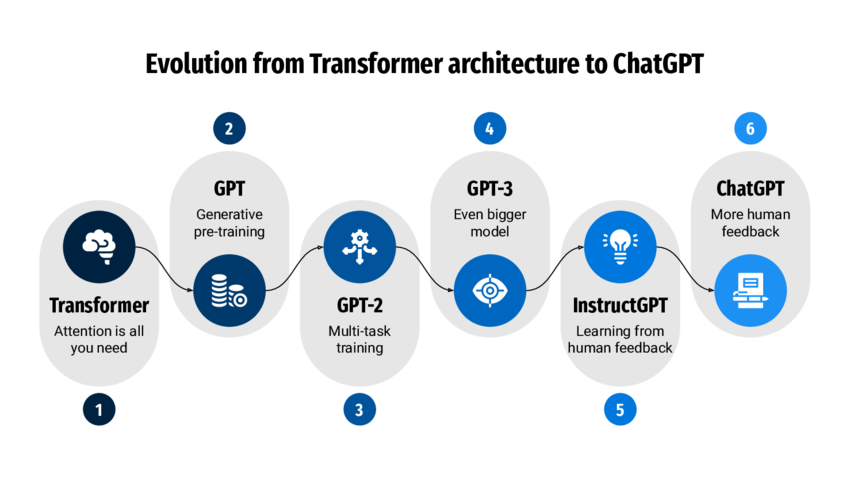 Evolution from Transformer architecture to ChatGPT
1
Transformer
Attention is all
you need
2
GPT
Generative
pre-training
3
GPT-2
Multi-task
training
4
GPT-3
Even bigger
model
5
InstructGPT
Learning from
human feedback
6
ChatGPT
More human
feedback